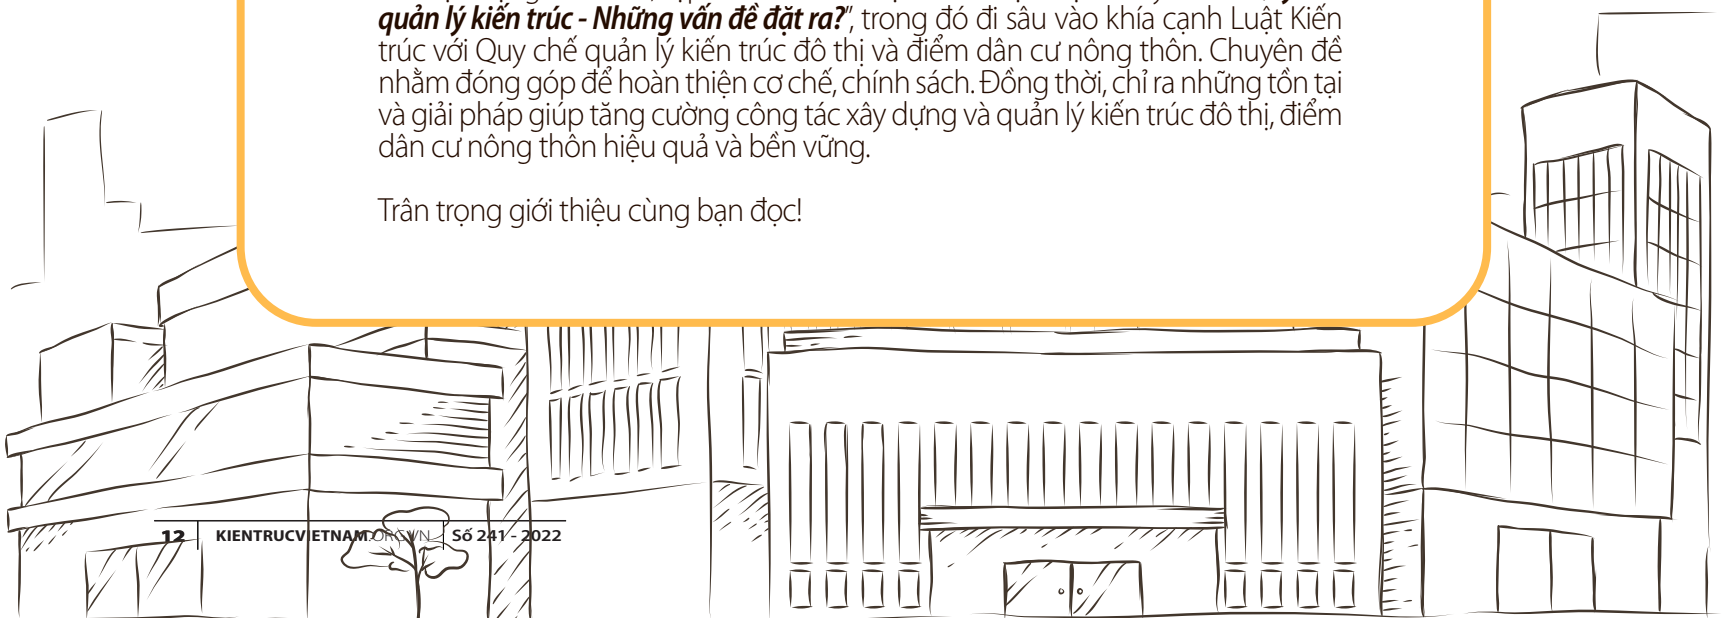 quản lý kiến trúc - Những vấn đề đặt ra?", trong đó đi sâu vào khía cạnh Luật Kiến
trúc với Quy chế quản lý kiến trúc đô thị và điểm dân cư nông thôn. Chuyên đề
nhằm đóng góp để hoàn thiện cơ chế, chính sách. Đồng thời, chỉ ra những tồn tại
và giải pháp giúp tăng cường công tác xây dựng và quản lý kiến trúc đô thị, điểm
dân cư nông thôn hiệu quả và bền vững.
Trân trọng giới thiệu cùng bạn đọc!
12 KIENTRUCVIETNAM.ORG.VN Số 241 - 2022